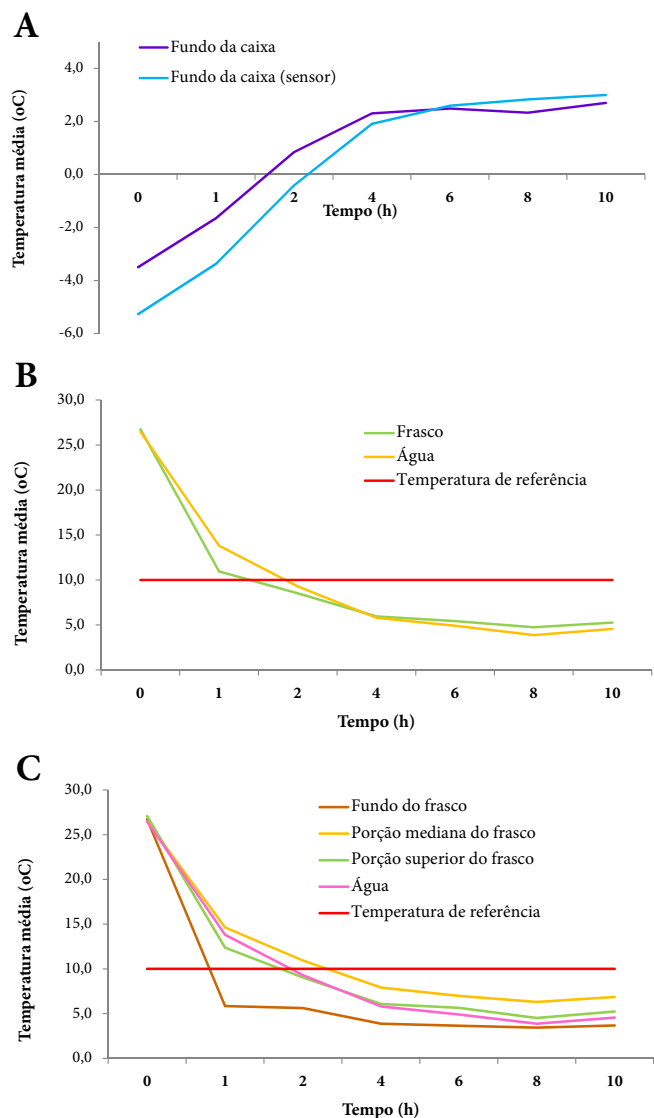 A
Fundo da caixa
Fundo da caixa (sensor)
Temperatura média (oC)
4,0
2,0
0,0
-2,0
-4,0
-6,0
0 1 2 4 6 8 10
Tempo (h)
B
Frasco
Água
Temperatura de referência
Temperatura média (oC)
30,0
25,0
20,0
15,0
10,0
5,0
0,0
0 1 2 4 6 8 10
Tempo (h)
C
Fundo do frasco
Porção mediana do frasco
Porção superior do frasco
Água
Temperatura de referência
Temperatura média (oC)
30,0
25,0
20,0
15,0
10,0
5,0
0,0
0 1 2 4 6 8 10
Tempo (h)